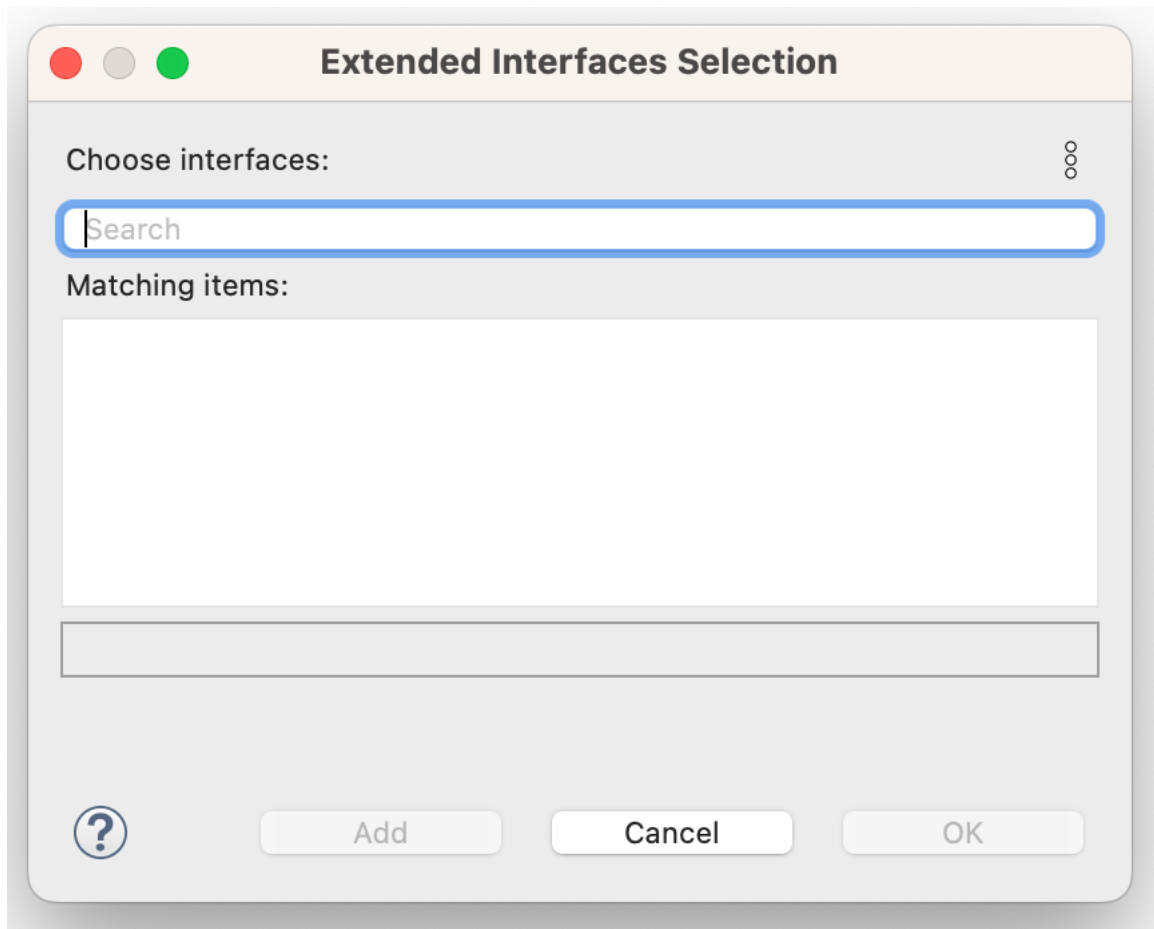 Extended Interfaces Selection
Choose interfaces:
Search
Matching items:
?
Add Cancel OK